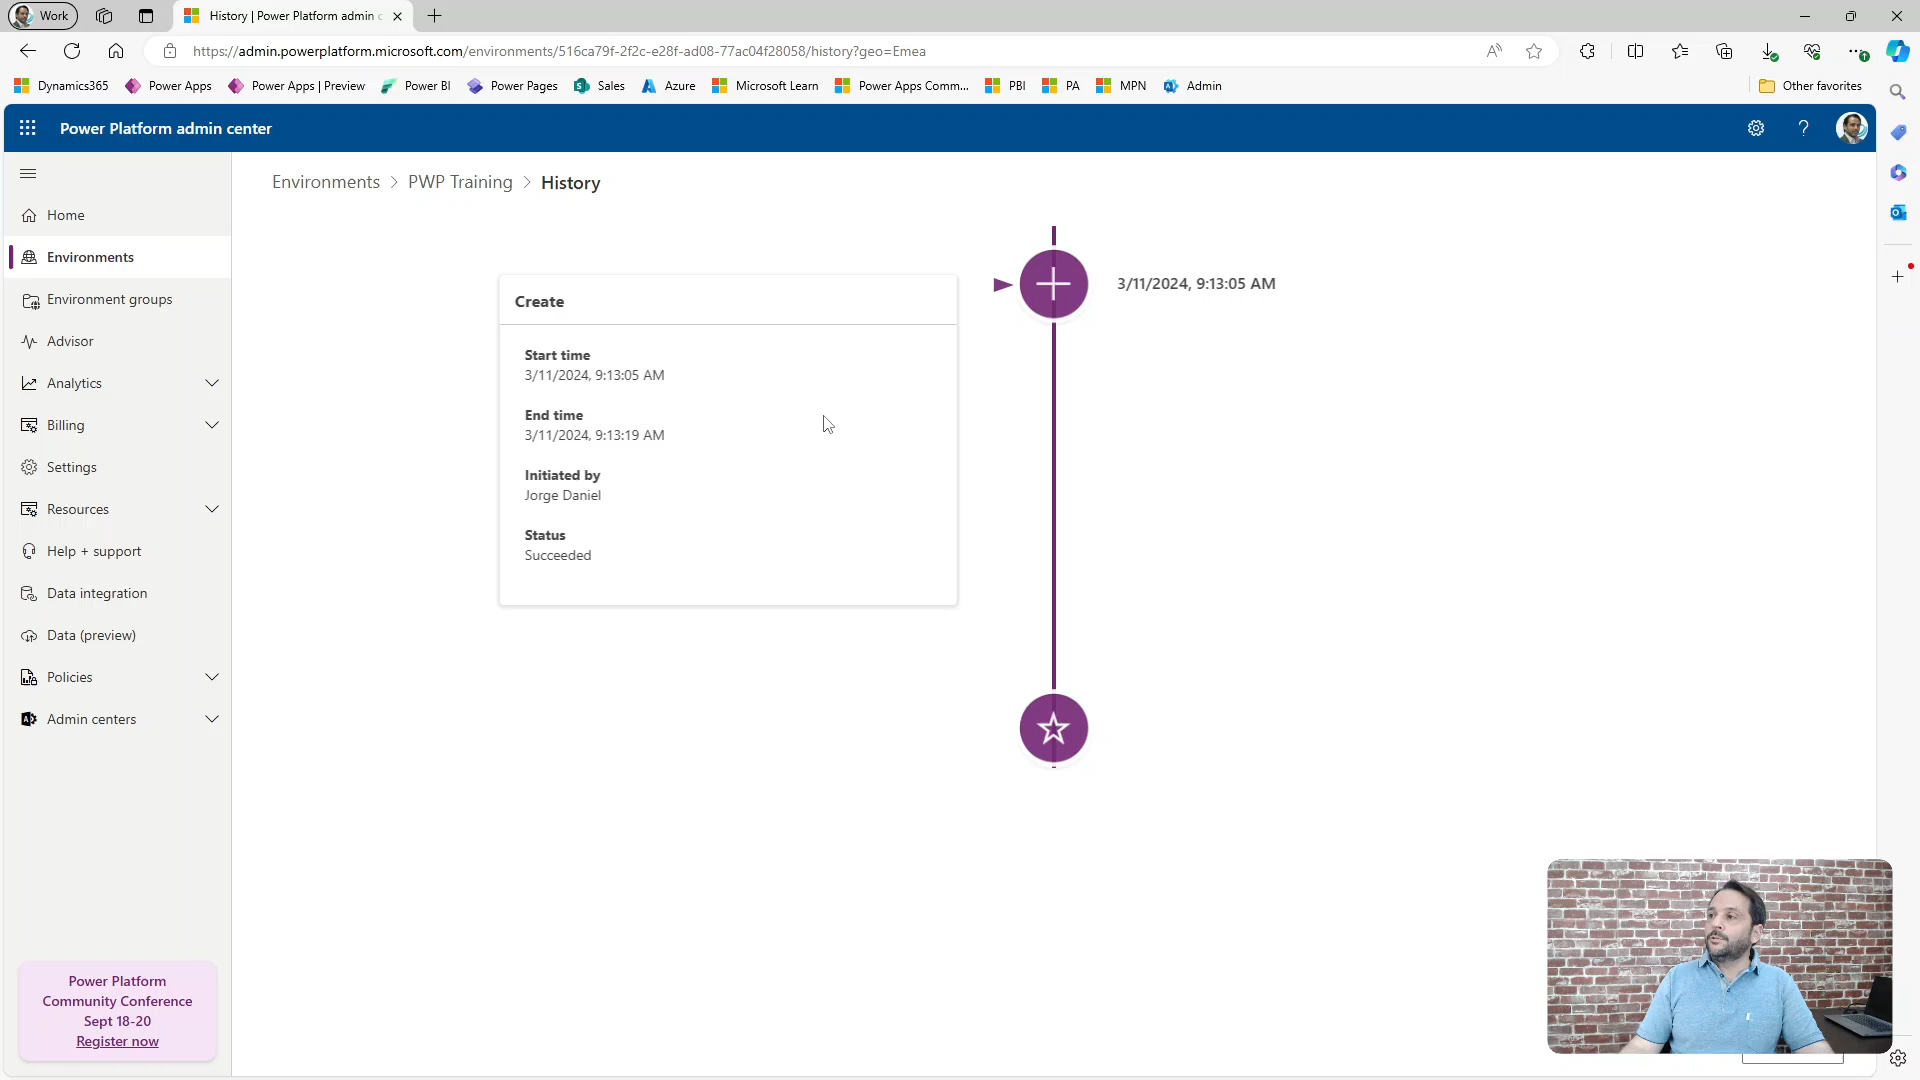 Work
History | Power Platform admin c
https://admin.powerplatform.microsoft.com/environments/516ca79f-2f2c-e28f-ad08-77ac04f28058/history?geo=Emea
Dynamics365
Power Apps
Power Apps | Preview
Power BI
Power Pages
Sales
Azure
Microsoft Learn
Power Apps Comm...
PBI
PA
MPN
Admin
Other favorites
Power Platform admin center
Environments > PWP Training > History
Home
Environments
Environment groups
Advisor
Analytics
Billing
Settings
Resources
Help + support
Data integration
Data (preview)
Policies
Admin centers
Power Platform
Community Conference
Sept 18-20
Register now
Create
Start time
3/11/2024, 9:13:05 AM
End time
3/11/2024, 9:13:19 AM
Initiated by
Jorge Daniel
Status
Succeeded
3/11/2024, 9:13:05 AM